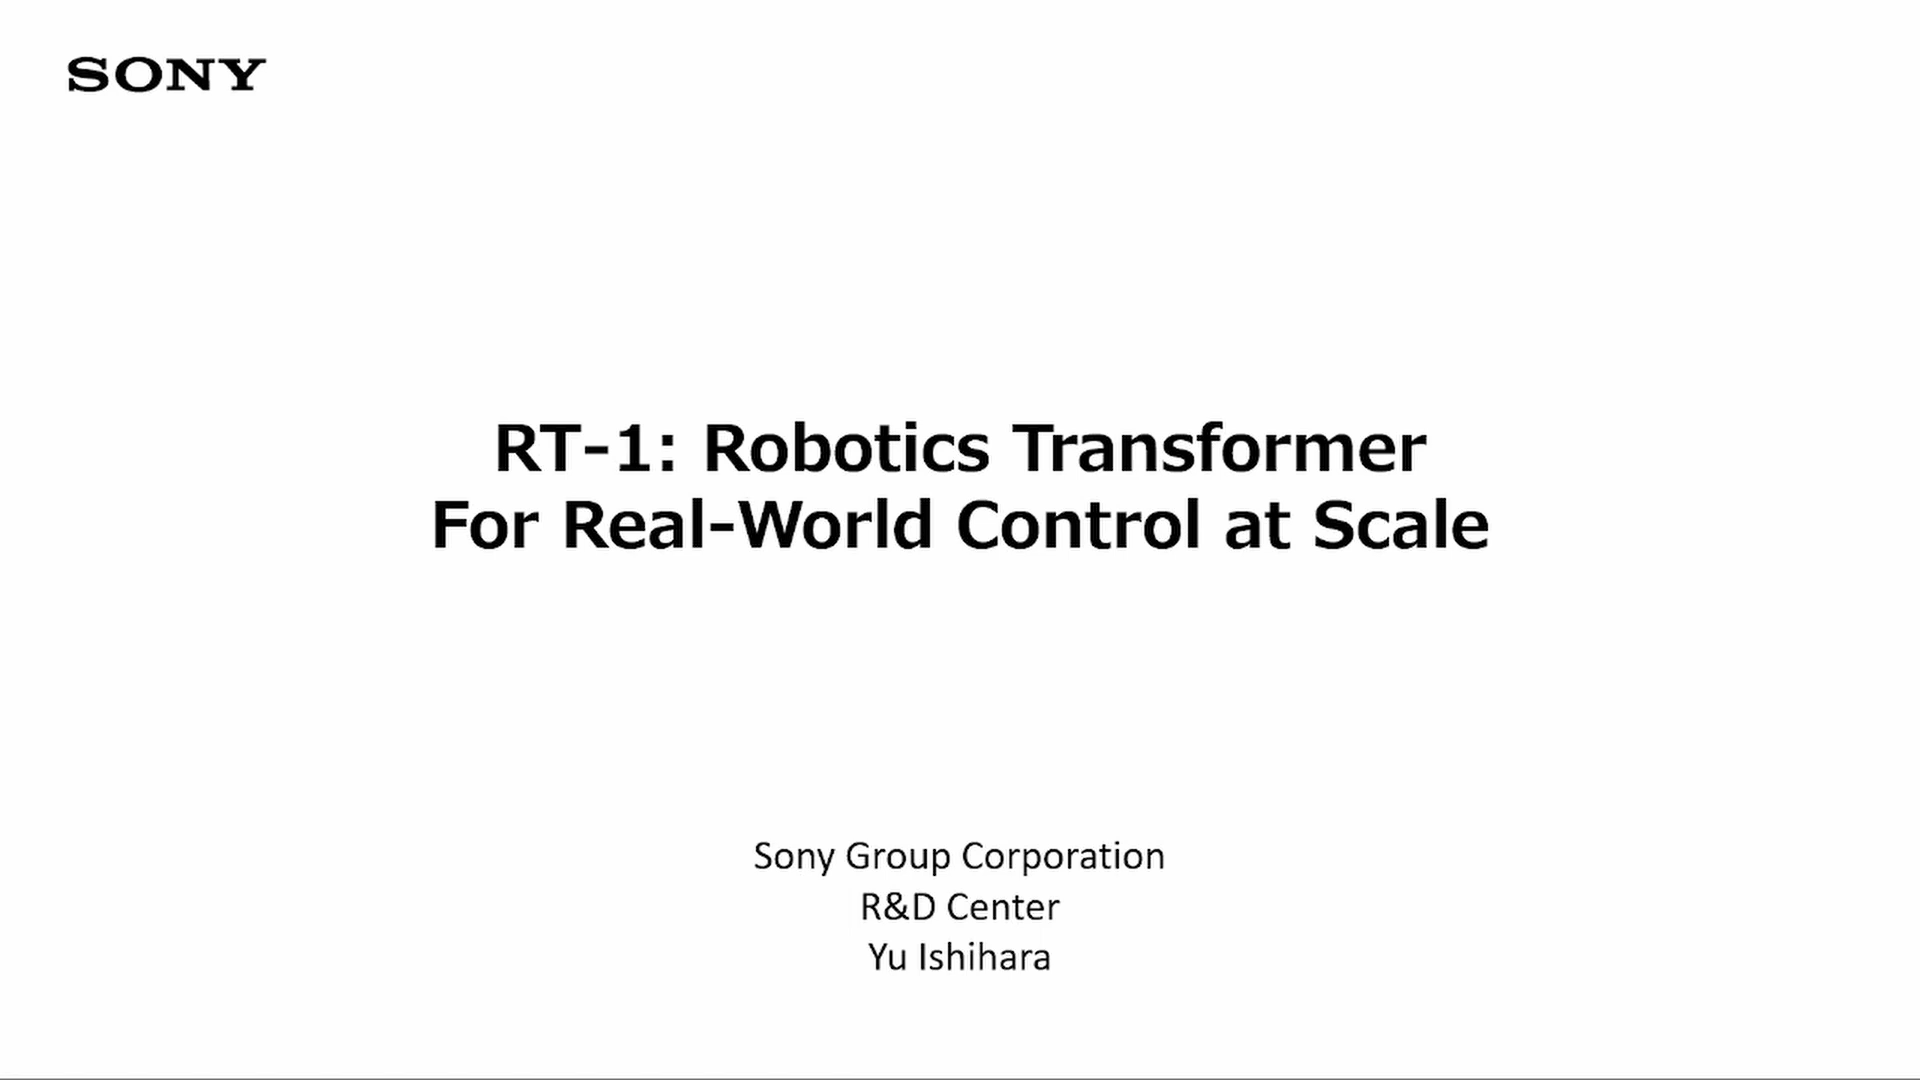 SONY
RT-1: Robotics Transformer
For Real-World Control at Scale
Sony Group Corporation
R&D Center
Yu Ishihara